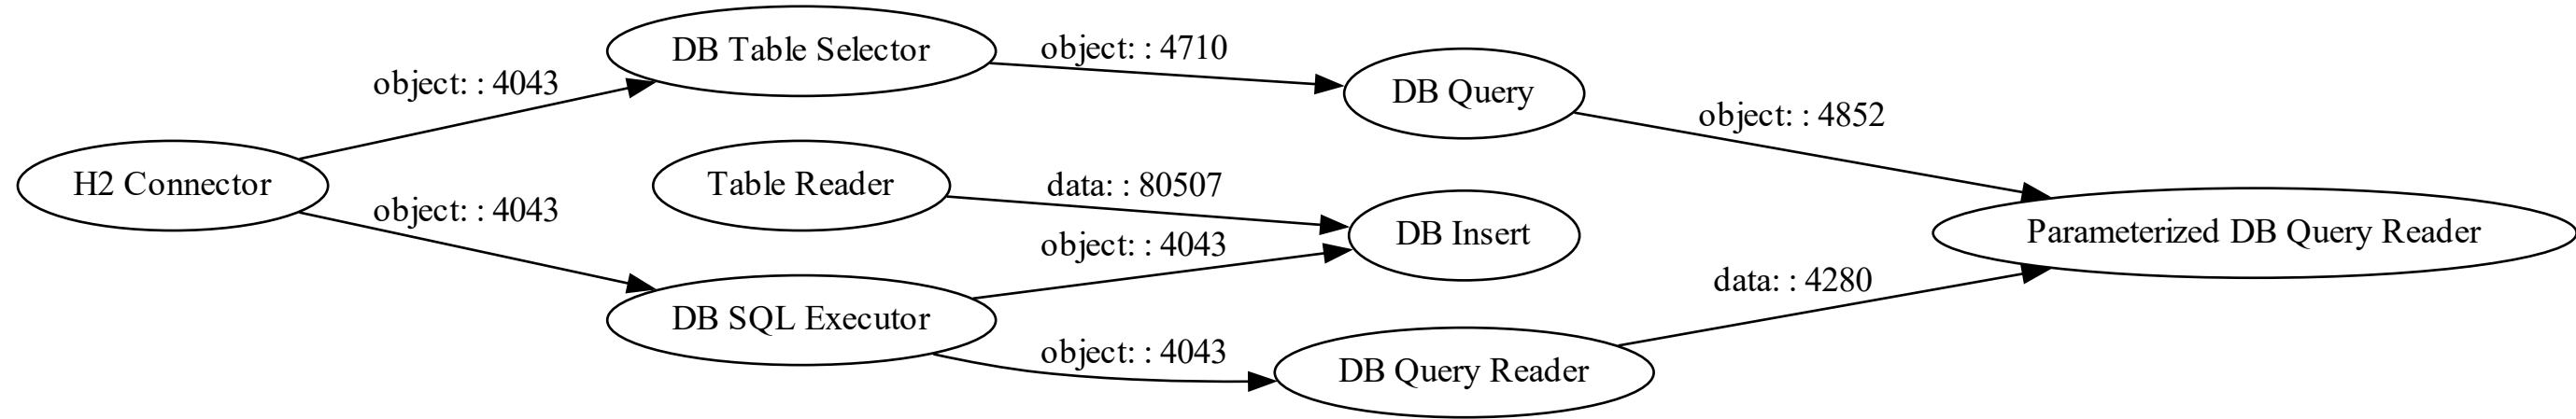 DB Table Selector
object: : 4710
object: : 4043
DB Query
object: : 4852
H2 Connector
Table Reader
data: : 80507
object: : 4043
DB Insert
Parameterized DB Query Reader
object: : 4043
data: : 4280
DB SQL Executor
object: : 4043
DB Query Reader